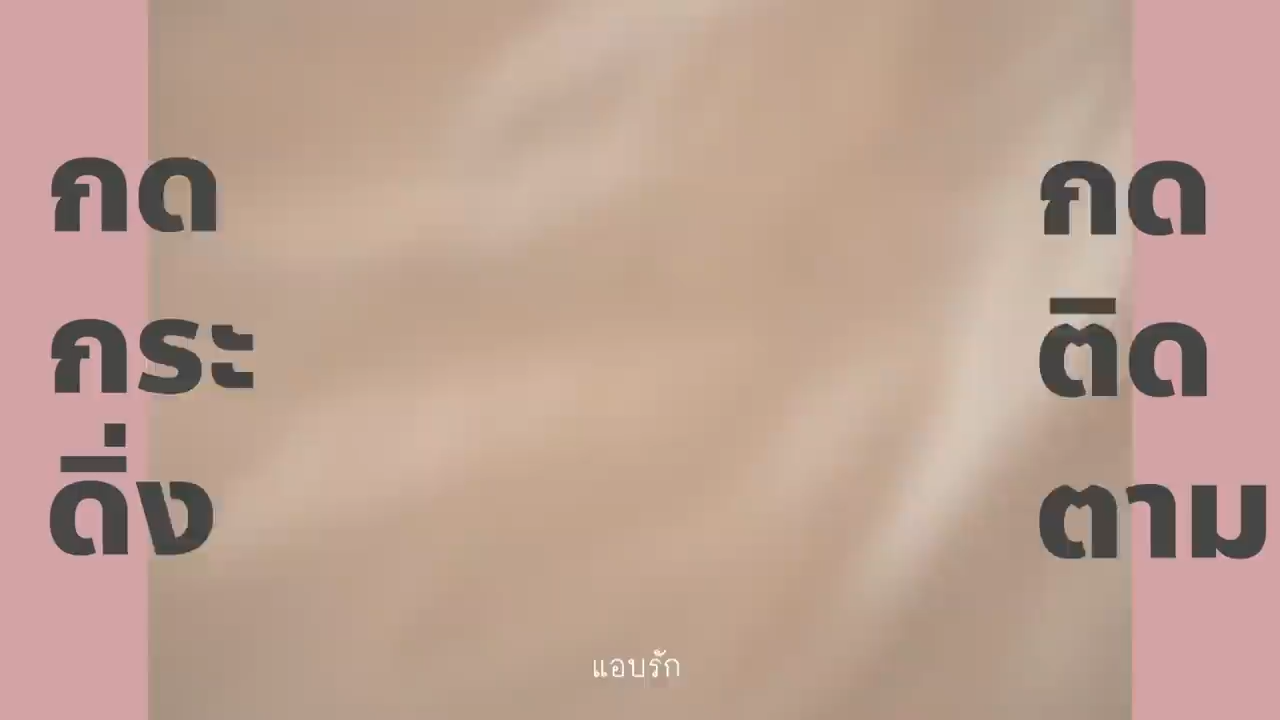 กด
กระ
ดิ่ง
กด
ติด
ตาม
แอบรัก